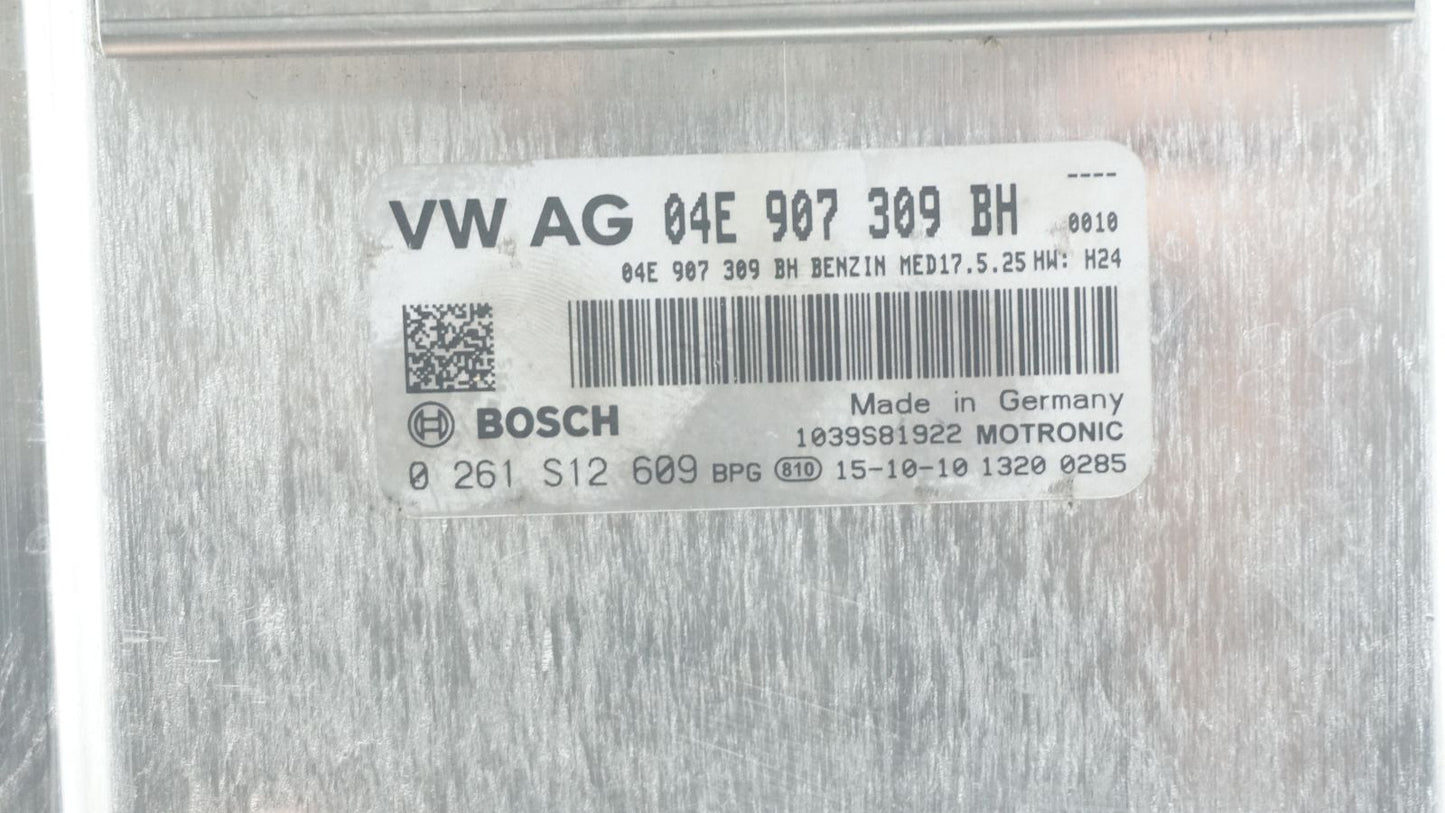 ----
VW AG 04E 907 309 BH 0010
04E 907 309 BH BENZIN MED17.5.25 HW: H24
BOSCH Made in Germany
1039S81922 MOTRONIC
0 261 S12 609 BPG 810 15-10-10 1320 0285